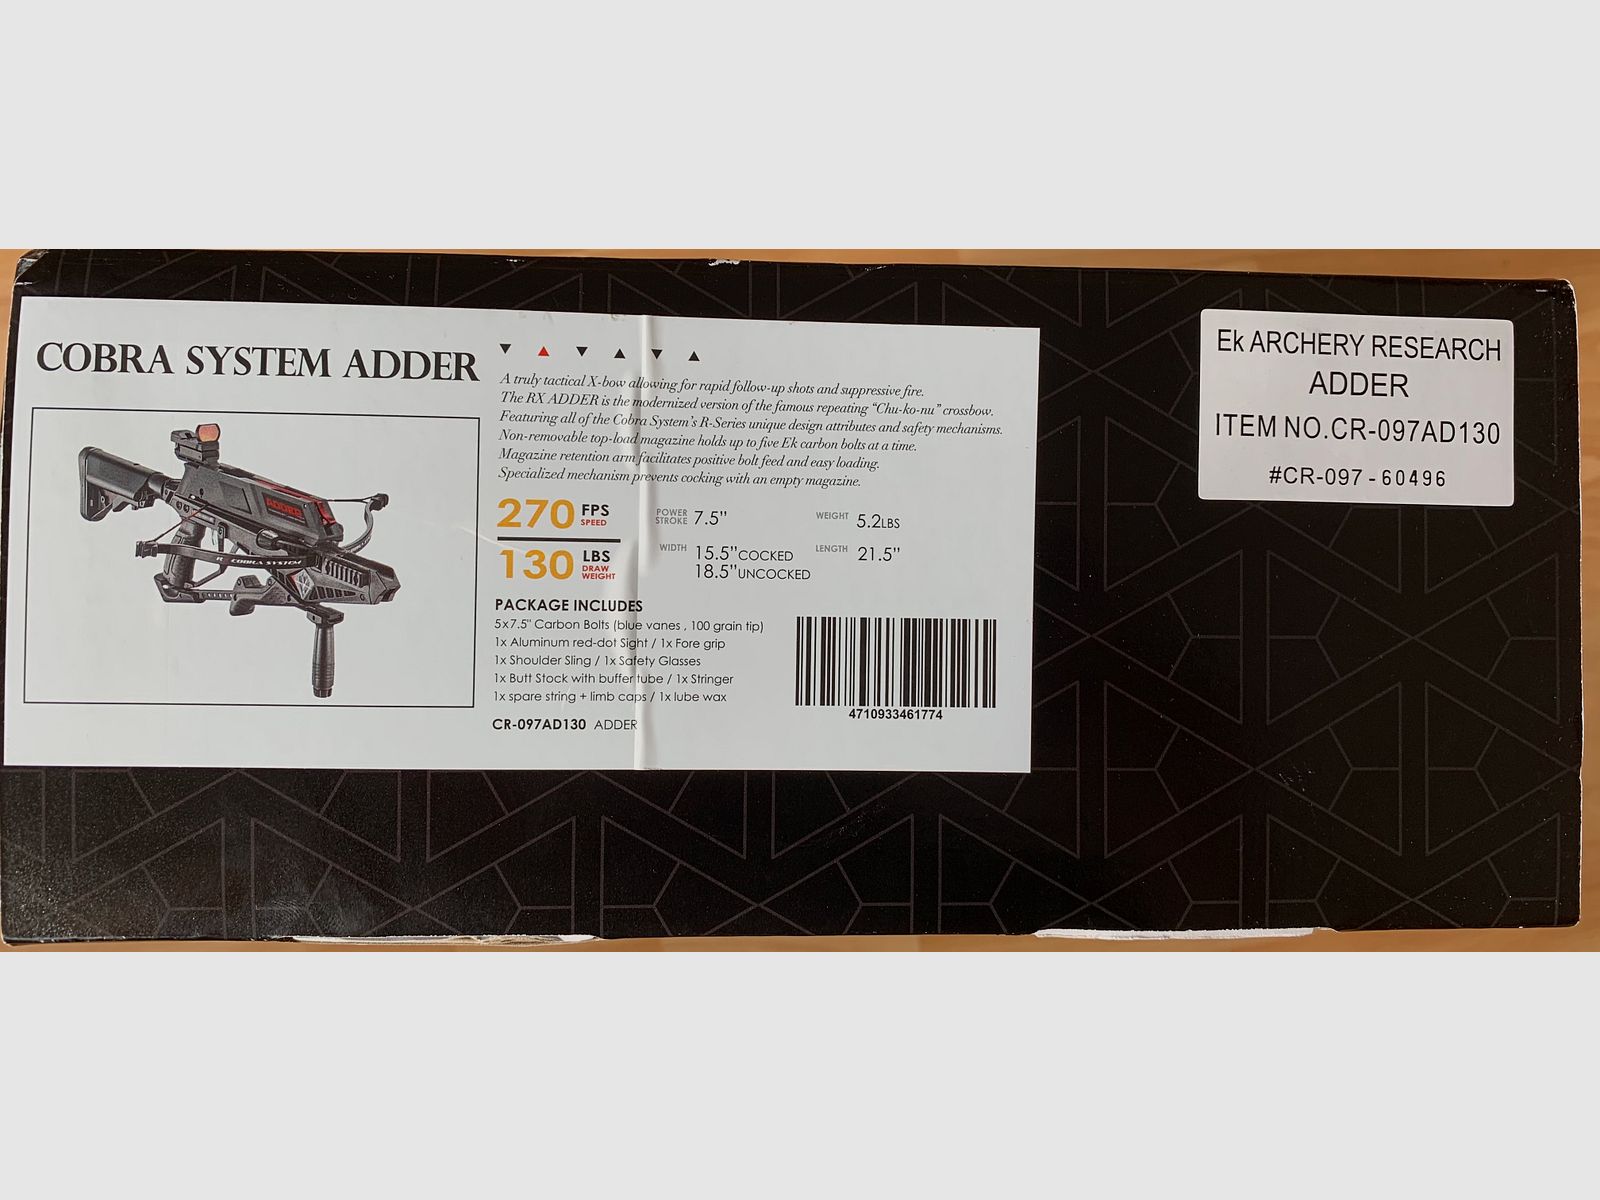 COBRA SYSTEM ADDER
ADDER
R COBRA SYSTEM
A truly tactical X-bow allowing for rapid follow-up shots and suppressive fire.
The RX ADDER is the modernized version of the famous repeating “Chu-ko-nu” crossbow.
Featuring all of the Cobra System’s R-Series unique design attributes and safety mechanisms.
Non-removable top-load magazine holds up to five Ek carbon bolts at a time.
Magazine retention arm facilitates positive bolt feed and easy loading.
Specialized mechanism prevents cocking with an empty magazine.
270 FPS SPEED
130 LBS DRAW WEIGHT
POWER STROKE 7.5”
WEIGHT 5.2LBS
WIDTH 15.5”COCKED
18.5”UNCOCKED
LENGTH 21.5”
PACKAGE INCLUDES
5x7.5" Carbon Bolts (blue vanes , 100 grain tip)
1x Aluminum red-dot Sight / 1x Fore grip
1x Shoulder Sling / 1x Safety Glasses
1x Butt Stock with buffer tube / 1x Stringer
1x spare string + limb caps / 1x lube wax
CR-097AD130 ADDER
4710933461774
Ek ARCHERY RESEARCH
ADDER
ITEM NO.CR-097AD130
#CR-097 - 60496